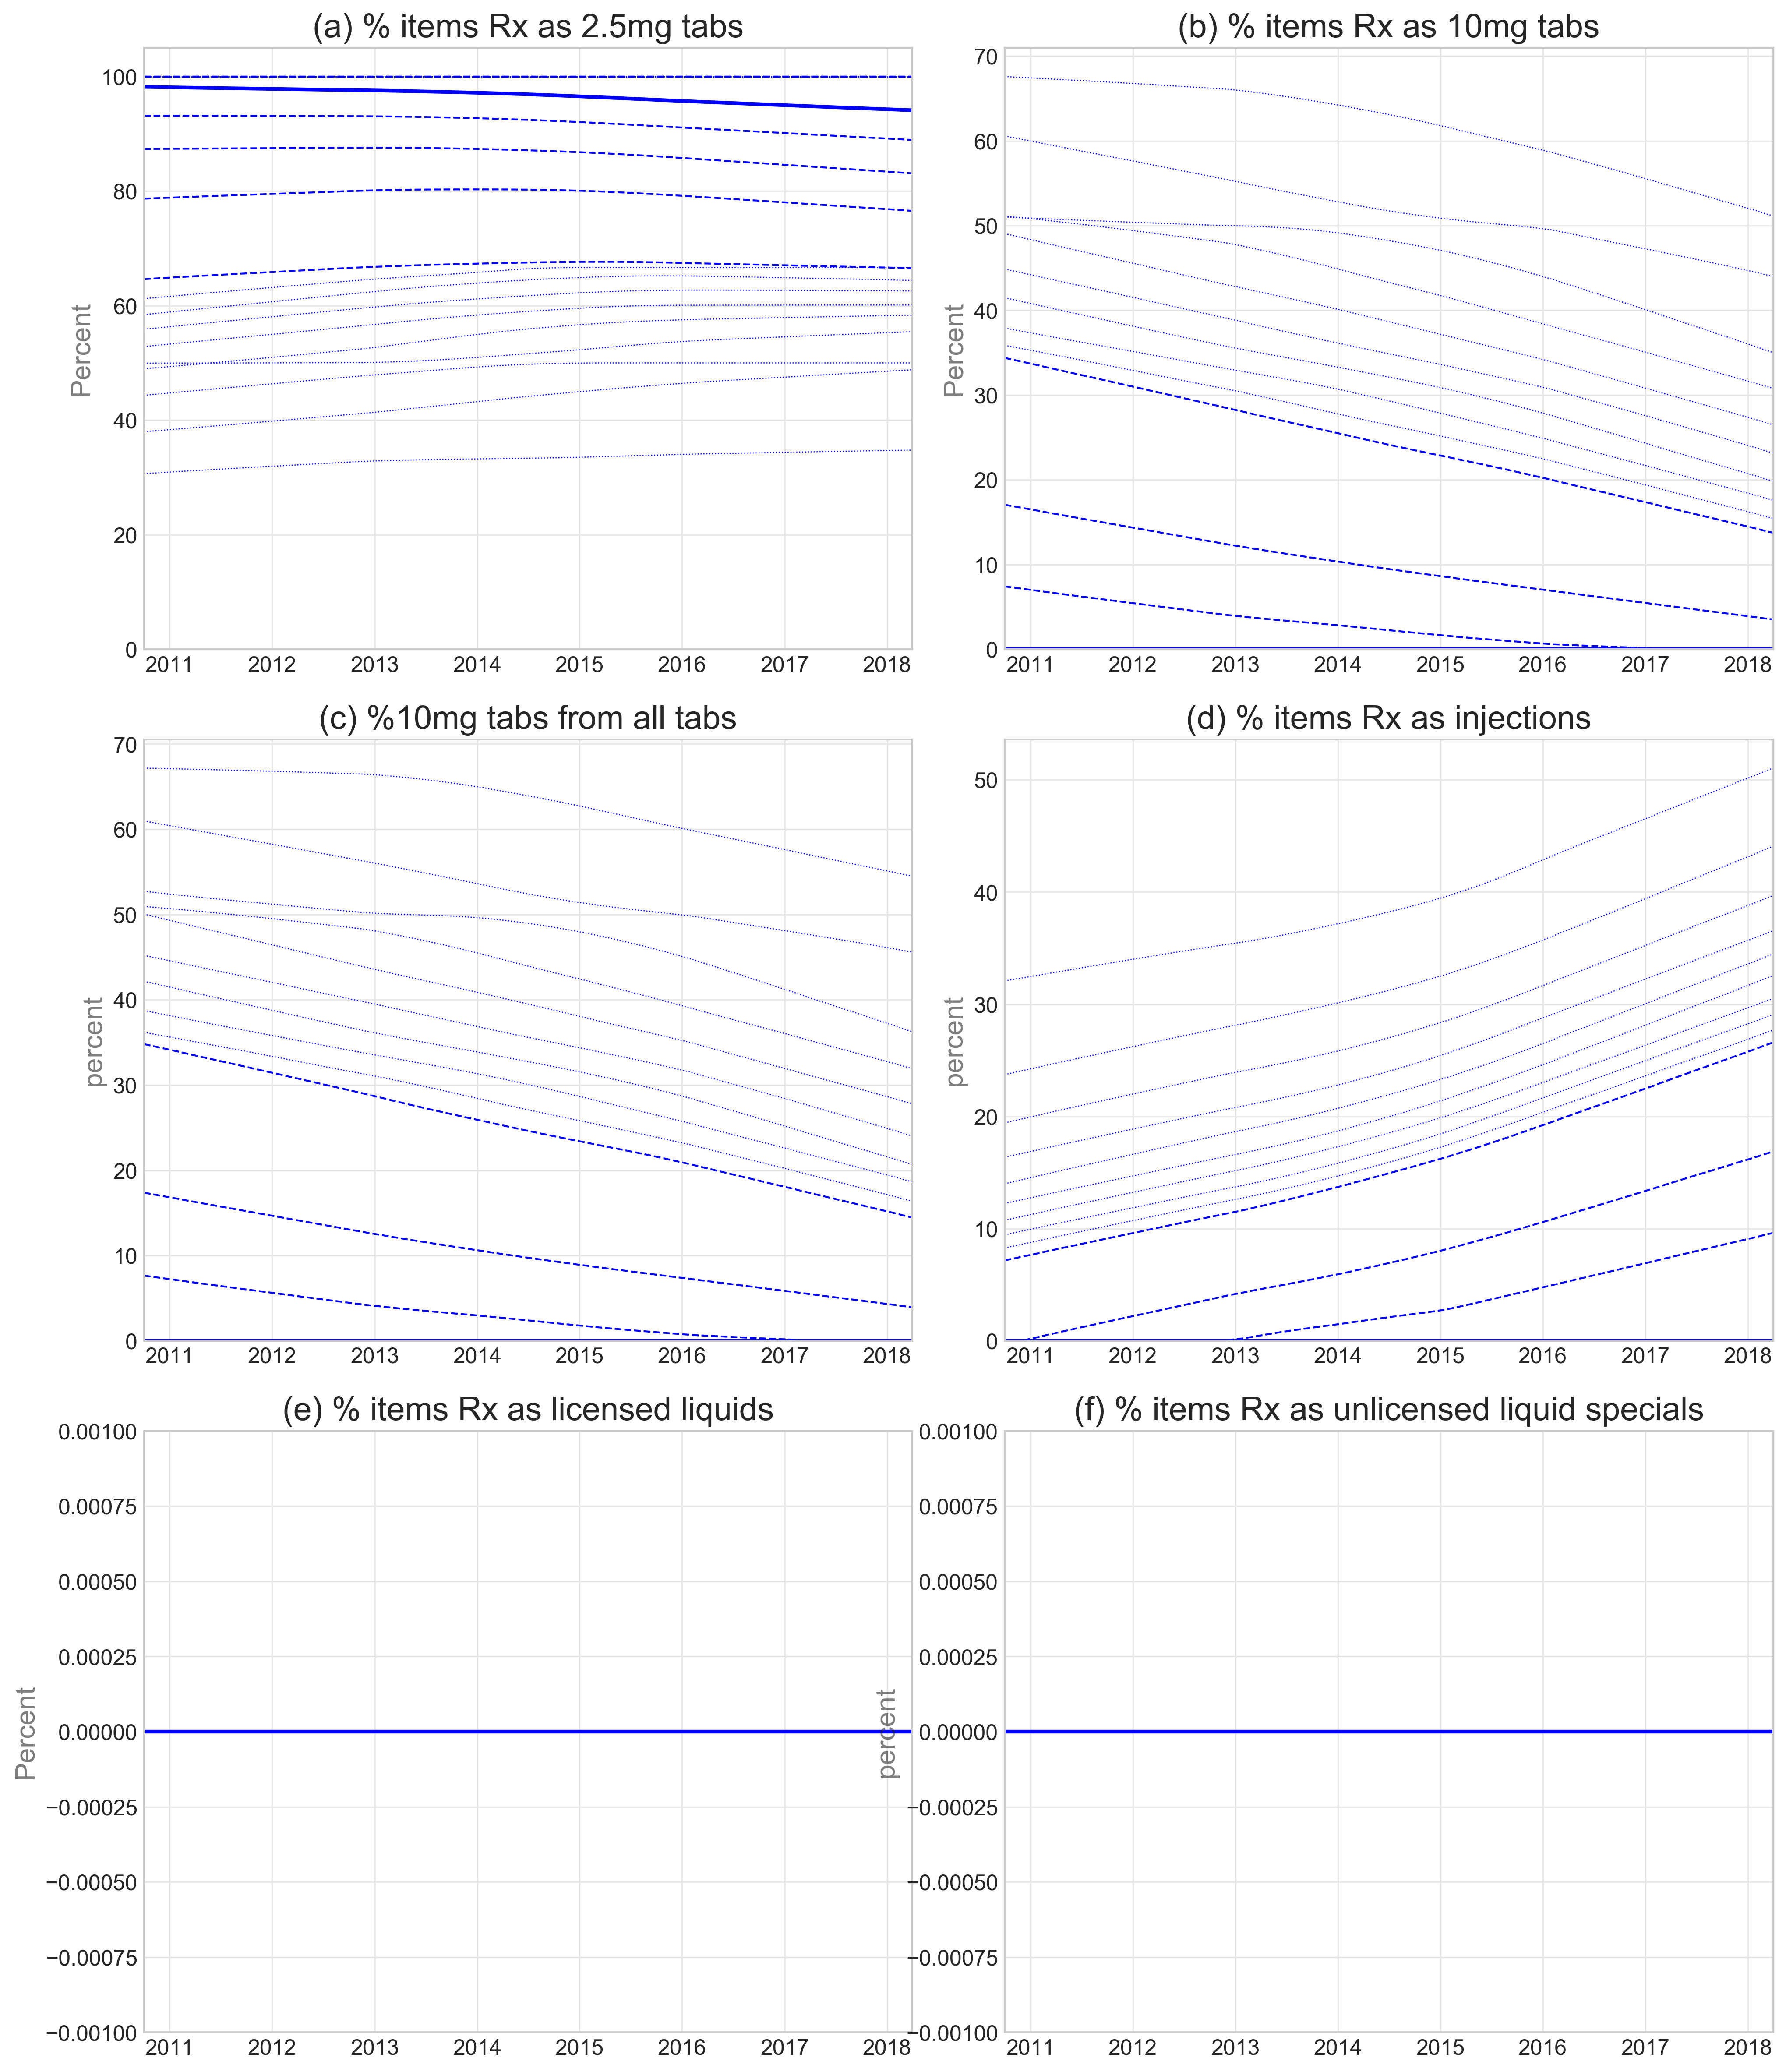 (a) % items Rx as 2.5mg tabs
Percent
100
80
60
40
20
0
2011 2012 2013 2014 2015 2016 2017 2018
(b) % items Rx as 10mg tabs
Percent
70
60
50
40
30
20
10
0
2011 2012 2013 2014 2015 2016 2017 2018
(c) %10mg tabs from all tabs
percent
70
60
50
40
30
20
10
0
2011 2012 2013 2014 2015 2016 2017 2018
(d) % items Rx as injections
percent
50
40
30
20
10
0
2011 2012 2013 2014 2015 2016 2017 2018
(e) % items Rx as licensed liquids
Percent
0.00100
0.00075
0.00050
0.00025
0.00000
−0.00025
−0.00050
−0.00075
−0.00100
2011 2012 2013 2014 2015 2016 2017 2018
(f) % items Rx as unlicensed liquid specials
percent
0.00100
0.00075
0.00050
0.00025
0.00000
−0.00025
−0.00050
−0.00075
−0.00100
2011 2012 2013 2014 2015 2016 2017 2018